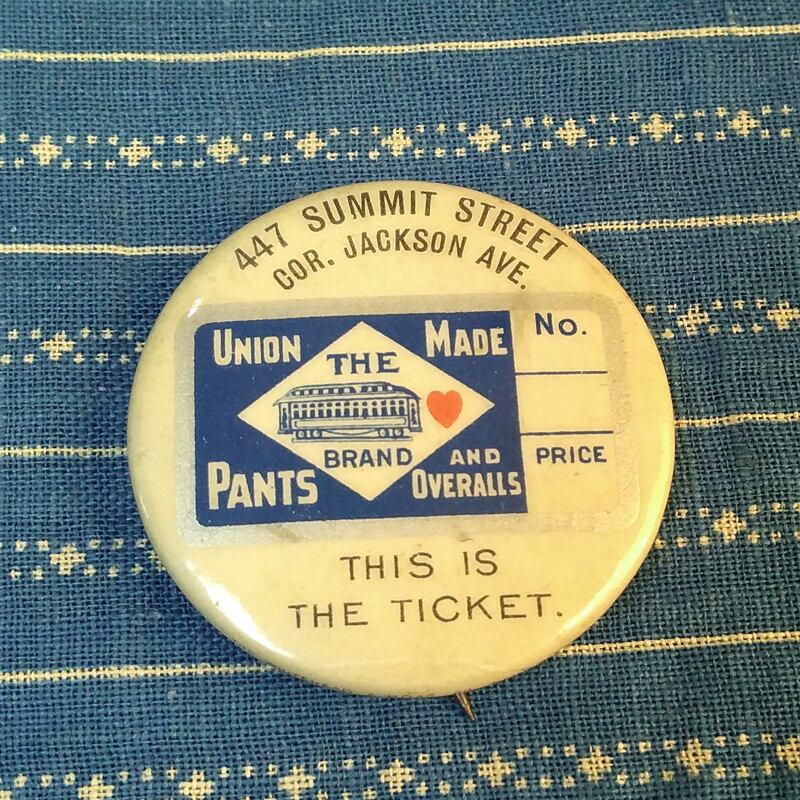 447 SUMMIT STREET
COR. JACKSON AVE.
UNION MADE
THE
BRAND
PANTS AND OVERALLS
No.
PRICE
THIS IS
THE TICKET.